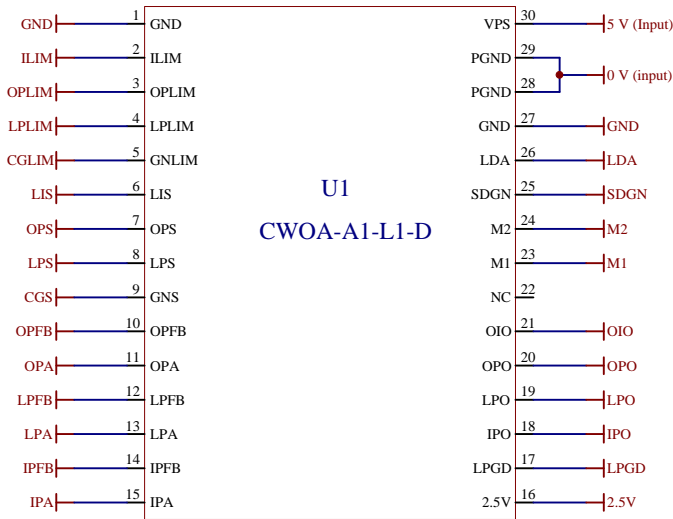 GND 1 GND VPS 30 5 V (Input)
ILIM 2 ILIM PGND 29
0 V (input)
OPLIM 3 OPLIM PGND 28
LPLIM 4 LPLIM GND 27 GND
CGLIM 5 GNLIM LDA 26 LDA
LIS 6 LIS SDGN 25 SDGN
U1
OPS 7 OPS M2 24 M2
CWOA-A1-L1-D
LPS 8 LPS M1 23 M1
CGS 9 GNS NC 22
OPFB 10 OPFB OIO 21 OIO
OPA 11 OPA OPO 20 OPO
LPFB 12 LPFB LPO 19 LPO
LPA 13 LPA IPO 18 IPO
IPFB 14 IPFB LPGD 17 LPGD
IPA 15 IPA 2.5V 16 2.5V